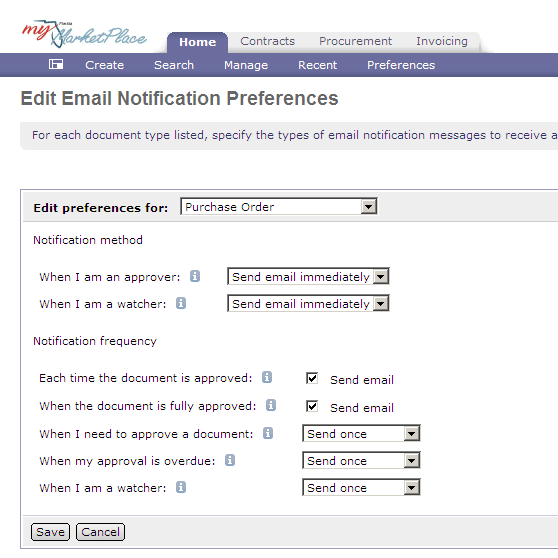 Florida
my MarketPlace
Home Contracts Procurement Invoicing
Create Search Manage Recent Preferences
Edit Email Notification Preferences
For each document type listed, specify the types of email notification messages to receive a
Edit preferences for: Purchase Order
Notification method
When I am an approver: i Send email immediately
When I am a watcher: i Send email immediately
Notification frequency
Each time the document is approved: i Send email
When the document is fully approved: i Send email
When I need to approve a document: i Send once
When my approval is overdue: i Send once
When I am a watcher: i Send once
Save Cancel